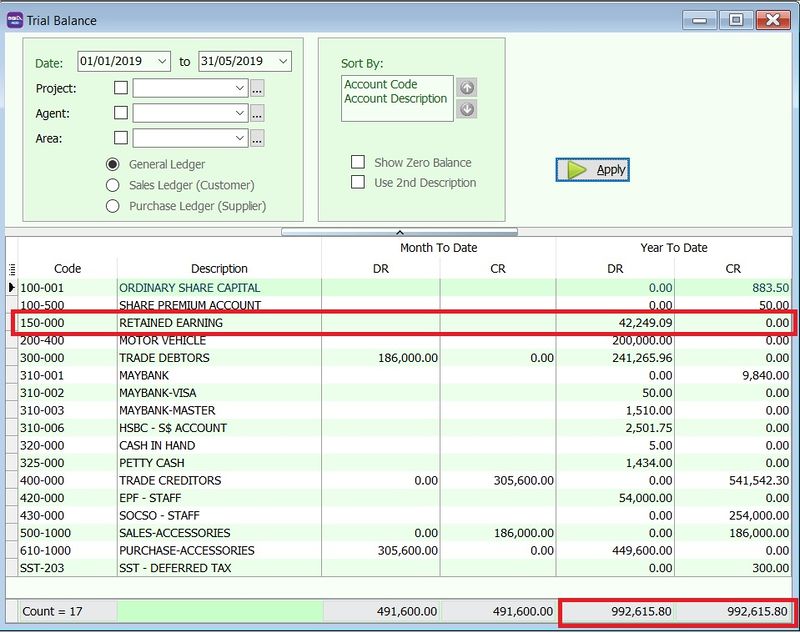 Trial Balance
Date: 01/01/2019 to 31/05/2019
Project: ...
Agent: ...
Area: ...
General Ledger
Sales Ledger (Customer)
Purchase Ledger (Supplier)
Sort By:
Account Code
Account Description
Show Zero Balance
Use 2nd Description
Apply
Month To Date Year To Date
Code Description DR CR DR CR
100-001 ORDINARY SHARE CAPITAL 0.00 883.50
100-500 SHARE PREMIUM ACCOUNT 0.00 50.00
150-000 RETAINED EARNING 42,249.09 0.00
200-400 MOTOR VEHICLE 200,000.00 0.00
300-000 TRADE DEBTORS 186,000.00 0.00 241,265.96 0.00
310-001 MAYBANK 0.00 9,840.00
310-002 MAYBANK-VISA 50.00 0.00
310-003 MAYBANK-MASTER 1,510.00 0.00
310-006 HSBC - S$ ACCOUNT 2,501.75 0.00
320-000 CASH IN HAND 5.00 0.00
325-000 PETTY CASH 1,434.00 0.00
400-000 TRADE CREDITORS 0.00 305,600.00 0.00 541,542.30
420-000 EPF - STAFF 54,000.00 0.00
430-000 SOCSO - STAFF 0.00 254,000.00
500-1000 SALES-ACCESSORIES 0.00 186,000.00 0.00 186,000.00
610-1000 PURCHASE-ACCESSORIES 305,600.00 0.00 449,600.00 0.00
SST-203 SST - DEFERRED TAX 0.00 300.00
Count = 17 491,600.00 491,600.00 992,615.80 992,615.80